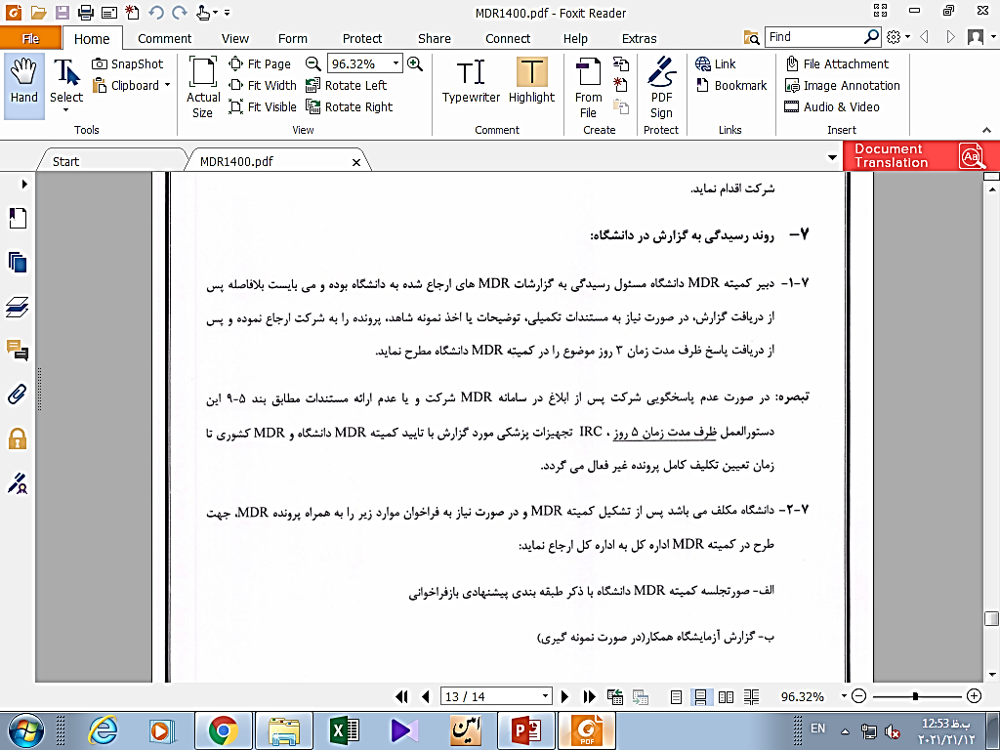 MDR1400.pdf - Foxit Reader
File Home Comment View Form Protect Share Connect Help Extras Find
Hand
Select
SnapShot
Clipboard
Tools
Actual Size
Fit Page
Fit Width
Fit Visible
96.32%
Rotate Left
Rotate Right
View
Typewriter
Highlight
Comment
From File
Create
PDF Sign
Protect
Link
Bookmark
Links
File Attachment
Image Annotation
Audio & Video
Insert
Start
MDR1400.pdf
Document
Translation
شرکت اقدام نماید.
۷- روند رسیدگی به گزارش در دانشگاه:
۷-۱- دبیر کمیته MDR دانشگاه مسئول رسیدگی به گزارشات MDR های ارجاع شده به دانشگاه بوده و می بایست بلافاصله پس
از دریافت گزارش، در صورت نیاز به مستندات تکمیلی، توضیحات یا اخذ نمونه شاهد، پرونده را به شرکت ارجاع نموده و پس
از دریافت پاسخ ظرف مدت زمان ۳ روز موضوع را در کمیته MDR دانشگاه مطرح نماید.
تبصره: در صورت عدم پاسخگویی شرکت پس از ابلاغ در سامانه MDR شرکت و یا عدم ارائه مستندات مطابق بند ۵-۹ این
دستورالعمل ظرف مدت زمان ۵ روز ، IRC تجهیزات پزشکی مورد گزارش با تایید کمیته MDR دانشگاه و MDR کشوری تا
زمان تعیین تکلیف کامل پرونده غیر فعال می گردد.
۷-۲- دانشگاه مکلف می باشد پس از تشکیل کمیته MDR و در صورت نیاز به فراخوان موارد زیر را به همراه پرونده MDR، جهت
طرح در کمیته MDR اداره کل به اداره کل ارجاع نماید:
الف- صورتجلسه کمیته MDR دانشگاه با ذکر طبقه بندی پیشنهادی بازفراخوانی
ب- گزارش آزمایشگاه همکار(در صورت نمونه گیری)
13 / 14
96.32%
امین
PDF
EN
12:53 ب.ظ
۲۰۲۱/۲۱/۱۲